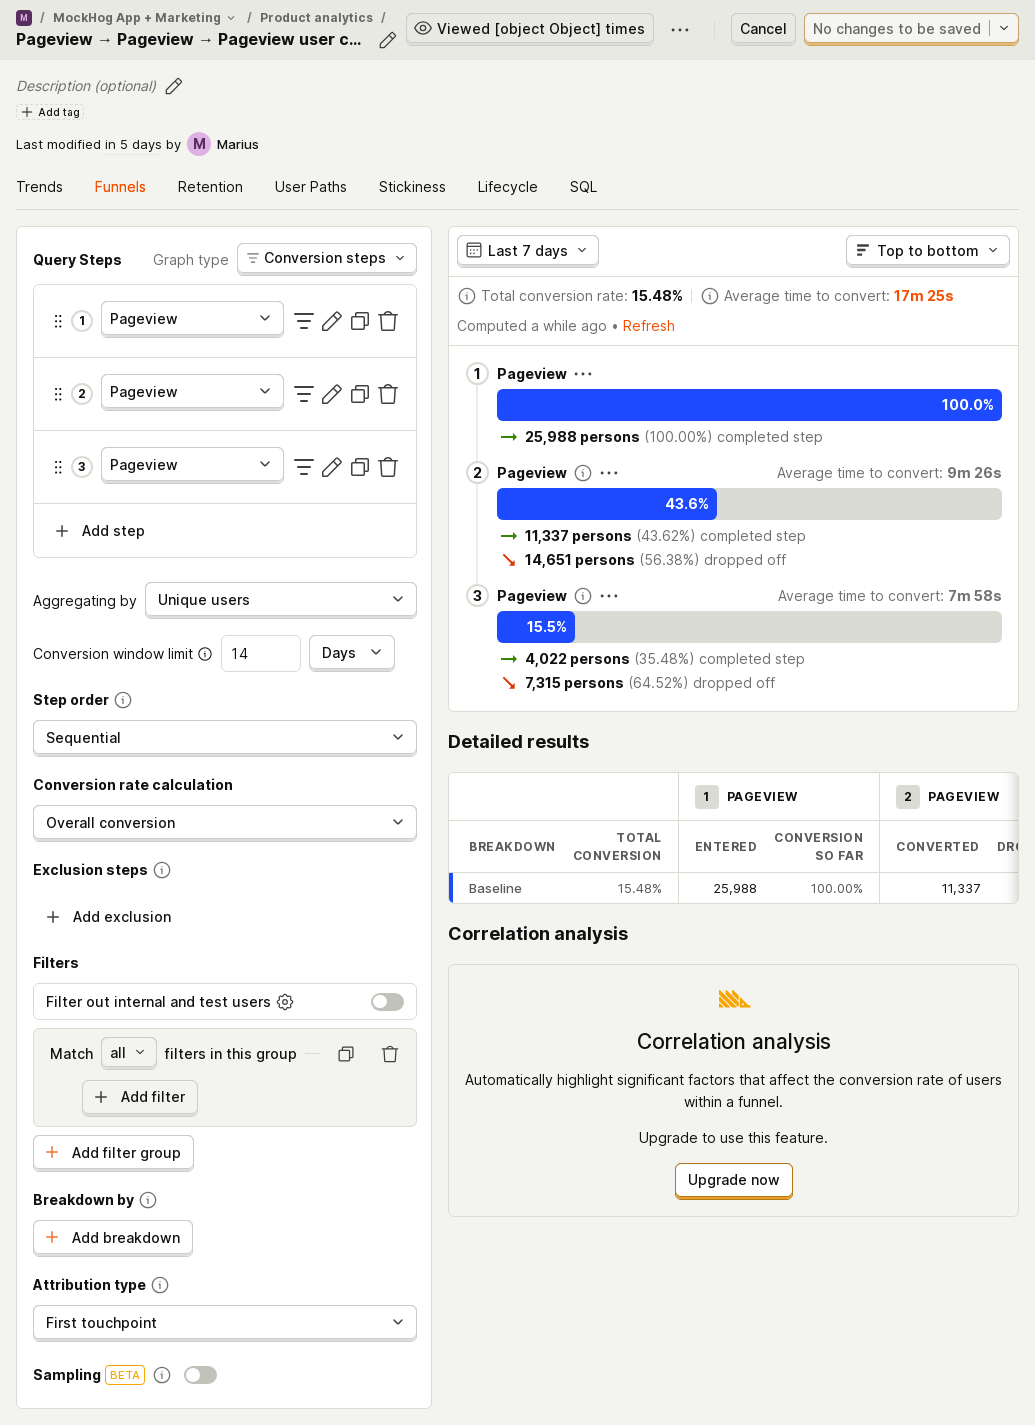 M / MockHog App + Marketing / Product analytics /
Pageview → Pageview → Pageview user c...
Viewed [object Object] times
Cancel
No changes to be saved
Description (optional)
Add tag
Last modified in 5 days by M Marius
Trends Funnels Retention User Paths Stickiness Lifecycle SQL
Query Steps Graph type Conversion steps
1 Pageview
2 Pageview
3 Pageview
Add step
Aggregating by Unique users
Conversion window limit 14 Days
Step order
Sequential
Conversion rate calculation
Overall conversion
Exclusion steps
Add exclusion
Filters
Filter out internal and test users
Match all filters in this group
Add filter
Add filter group
Breakdown by
Add breakdown
Attribution type
First touchpoint
Sampling BETA
Last 7 days Top to bottom
Total conversion rate: 15.48% Average time to convert: 17m 25s
Computed a while ago • Refresh
1 Pageview
100.0%
25,988 persons (100.00%) completed step
2 Pageview Average time to convert: 9m 26s
43.6%
11,337 persons (43.62%) completed step
14,651 persons (56.38%) dropped off
3 Pageview Average time to convert: 7m 58s
15.5%
4,022 persons (35.48%) completed step
7,315 persons (64.52%) dropped off
Detailed results
1 PAGEVIEW 2 PAGEVIEW
BREAKDOWN TOTAL CONVERSION ENTERED CONVERSION SO FAR CONVERTED
Baseline 15.48% 25,988 100.00% 11,337
Correlation analysis
Correlation analysis
Automatically highlight significant factors that affect the conversion rate of users
within a funnel.
Upgrade to use this feature.
Upgrade now